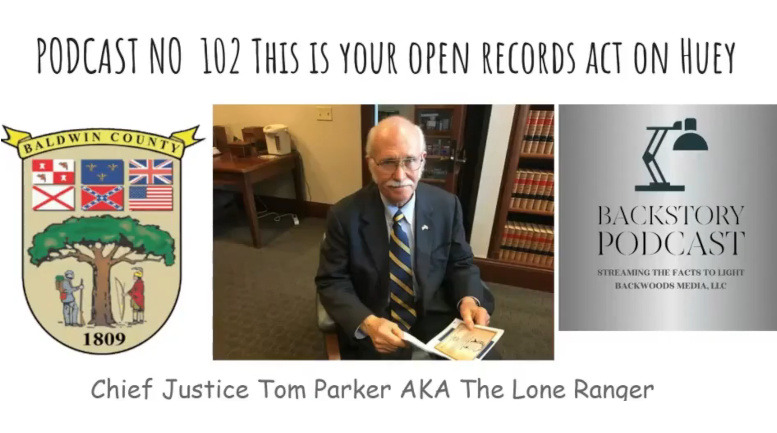 PODCAST NO 102 THIS IS YOUR OPEN RECORDS ACT ON HUEY
BALDWIN COUNTY
1809
BACKSTORY
PODCAST
STREAMING THE FACTS TO LIGHT
BACKWOODS MEDIA, LLC
Chief Justice Tom Parker AKA The Lone Ranger